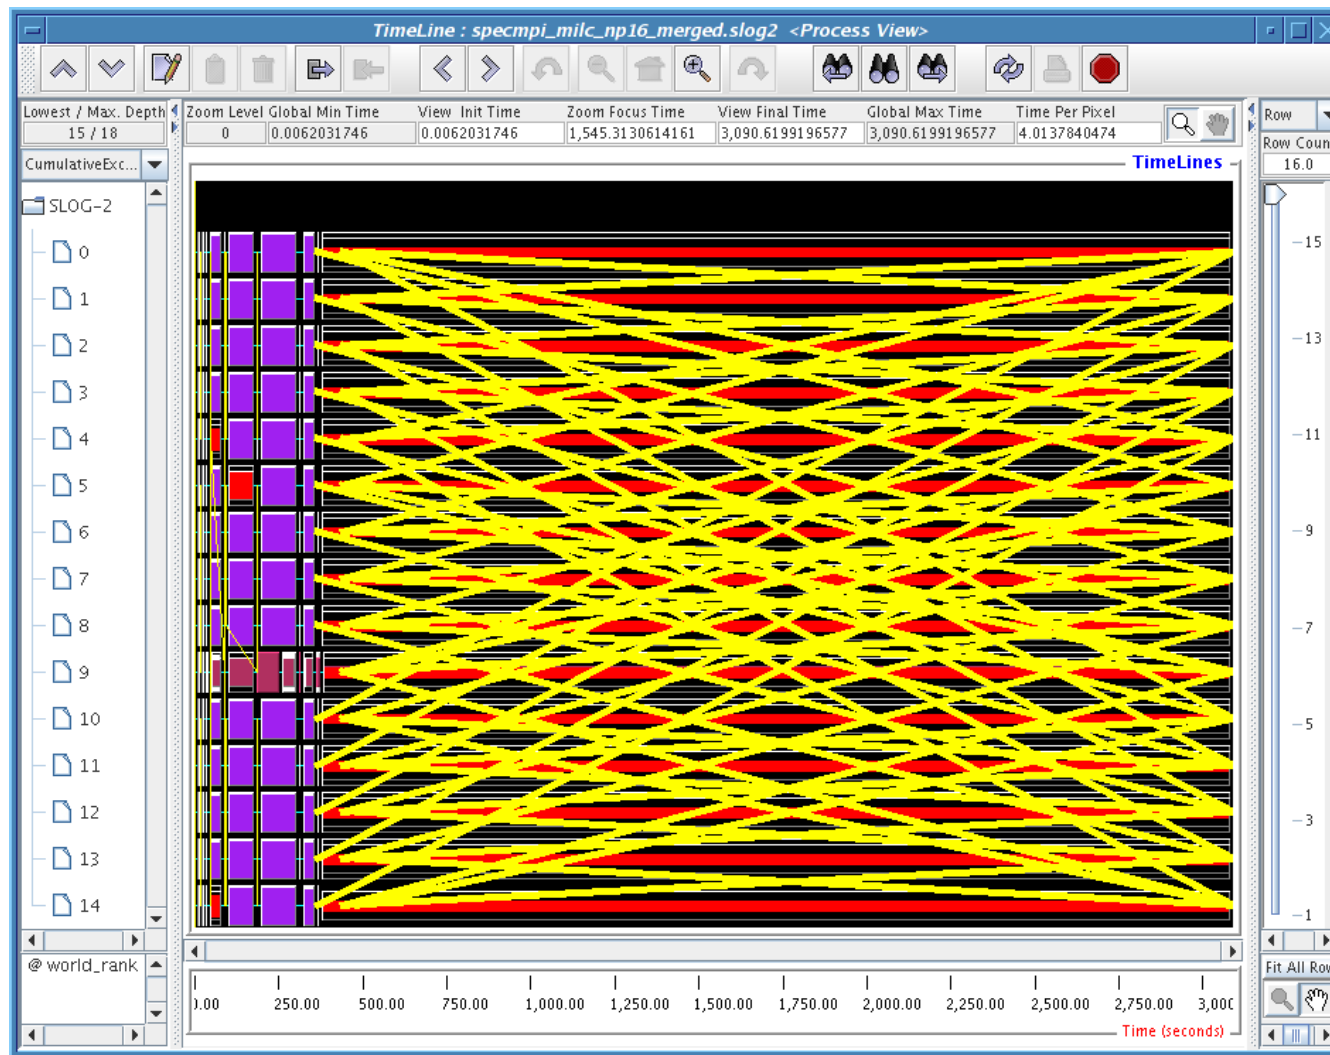 TimeLine : specmpi_milc_np16_merged.slog2 <Process View>
Lowest / Max. Depth
15 / 18
Zoom Level Global Min Time View Init Time Zoom Focus Time View Final Time Global Max Time Time Per Pixel
0 0.0062031746 0.0062031746 1,545.3130614161 3,090.6199196577 3,090.6199196577 4.0137840474
Row
Row Coun
16.0
CumulativeExc...
TimeLines
SLOG-2
0
1
2
3
4
5
6
7
8
9
10
11
12
13
14
15
13
11
9
7
5
3
1
@ world_rank
Fit All Rov
0.00 250.00 500.00 750.00 1,000.00 1,250.00 1,500.00 1,750.00 2,000.00 2,250.00 2,500.00 2,750.00 3,000
Time (seconds)